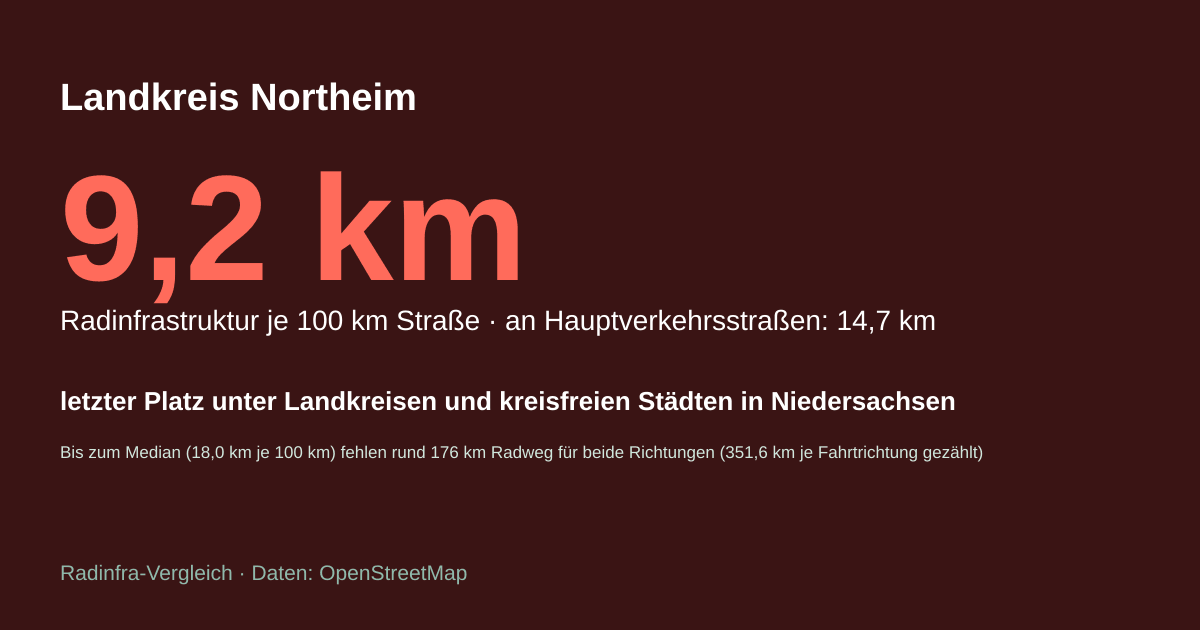 Landkreis Northeim
9,2 km
Radinfrastruktur je 100 km Straße · an Hauptverkehrsstraßen: 14,7 km
letzter Platz unter Landkreisen und kreisfreien Städten in Niedersachsen
Bis zum Median (18,0 km je 100 km) fehlen rund 176 km Radweg für beide Richtungen (351,6 km je Fahrtrichtung gezählt)
Radinfra-Vergleich · Daten: OpenStreetMap